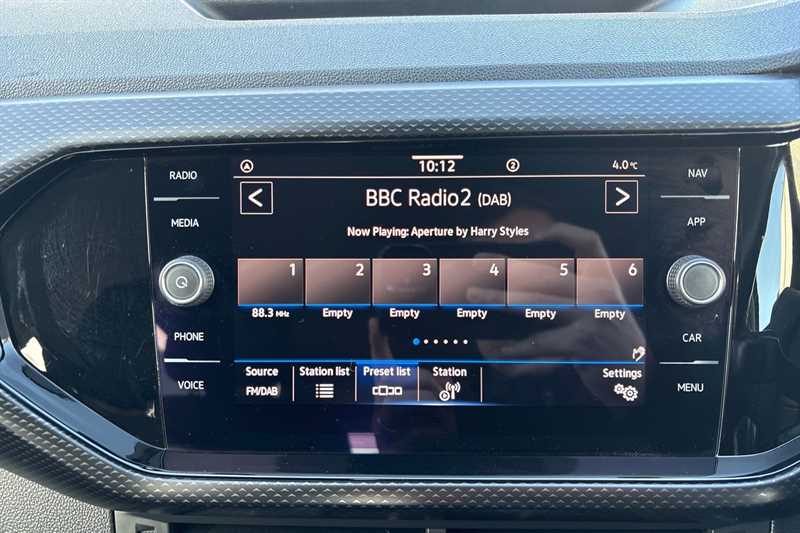 RADIO
MEDIA
PHONE
VOICE
10:12
2
4.0°C
< BBC Radio2 (DAB) >
Now Playing: Aperture by Harry Styles
1 2 3 4 5 6
88.3 MHz Empty Empty Empty Empty Empty
Source Station list Preset list Station Settings
FM/DAB
NAV
APP
CAR
MENU